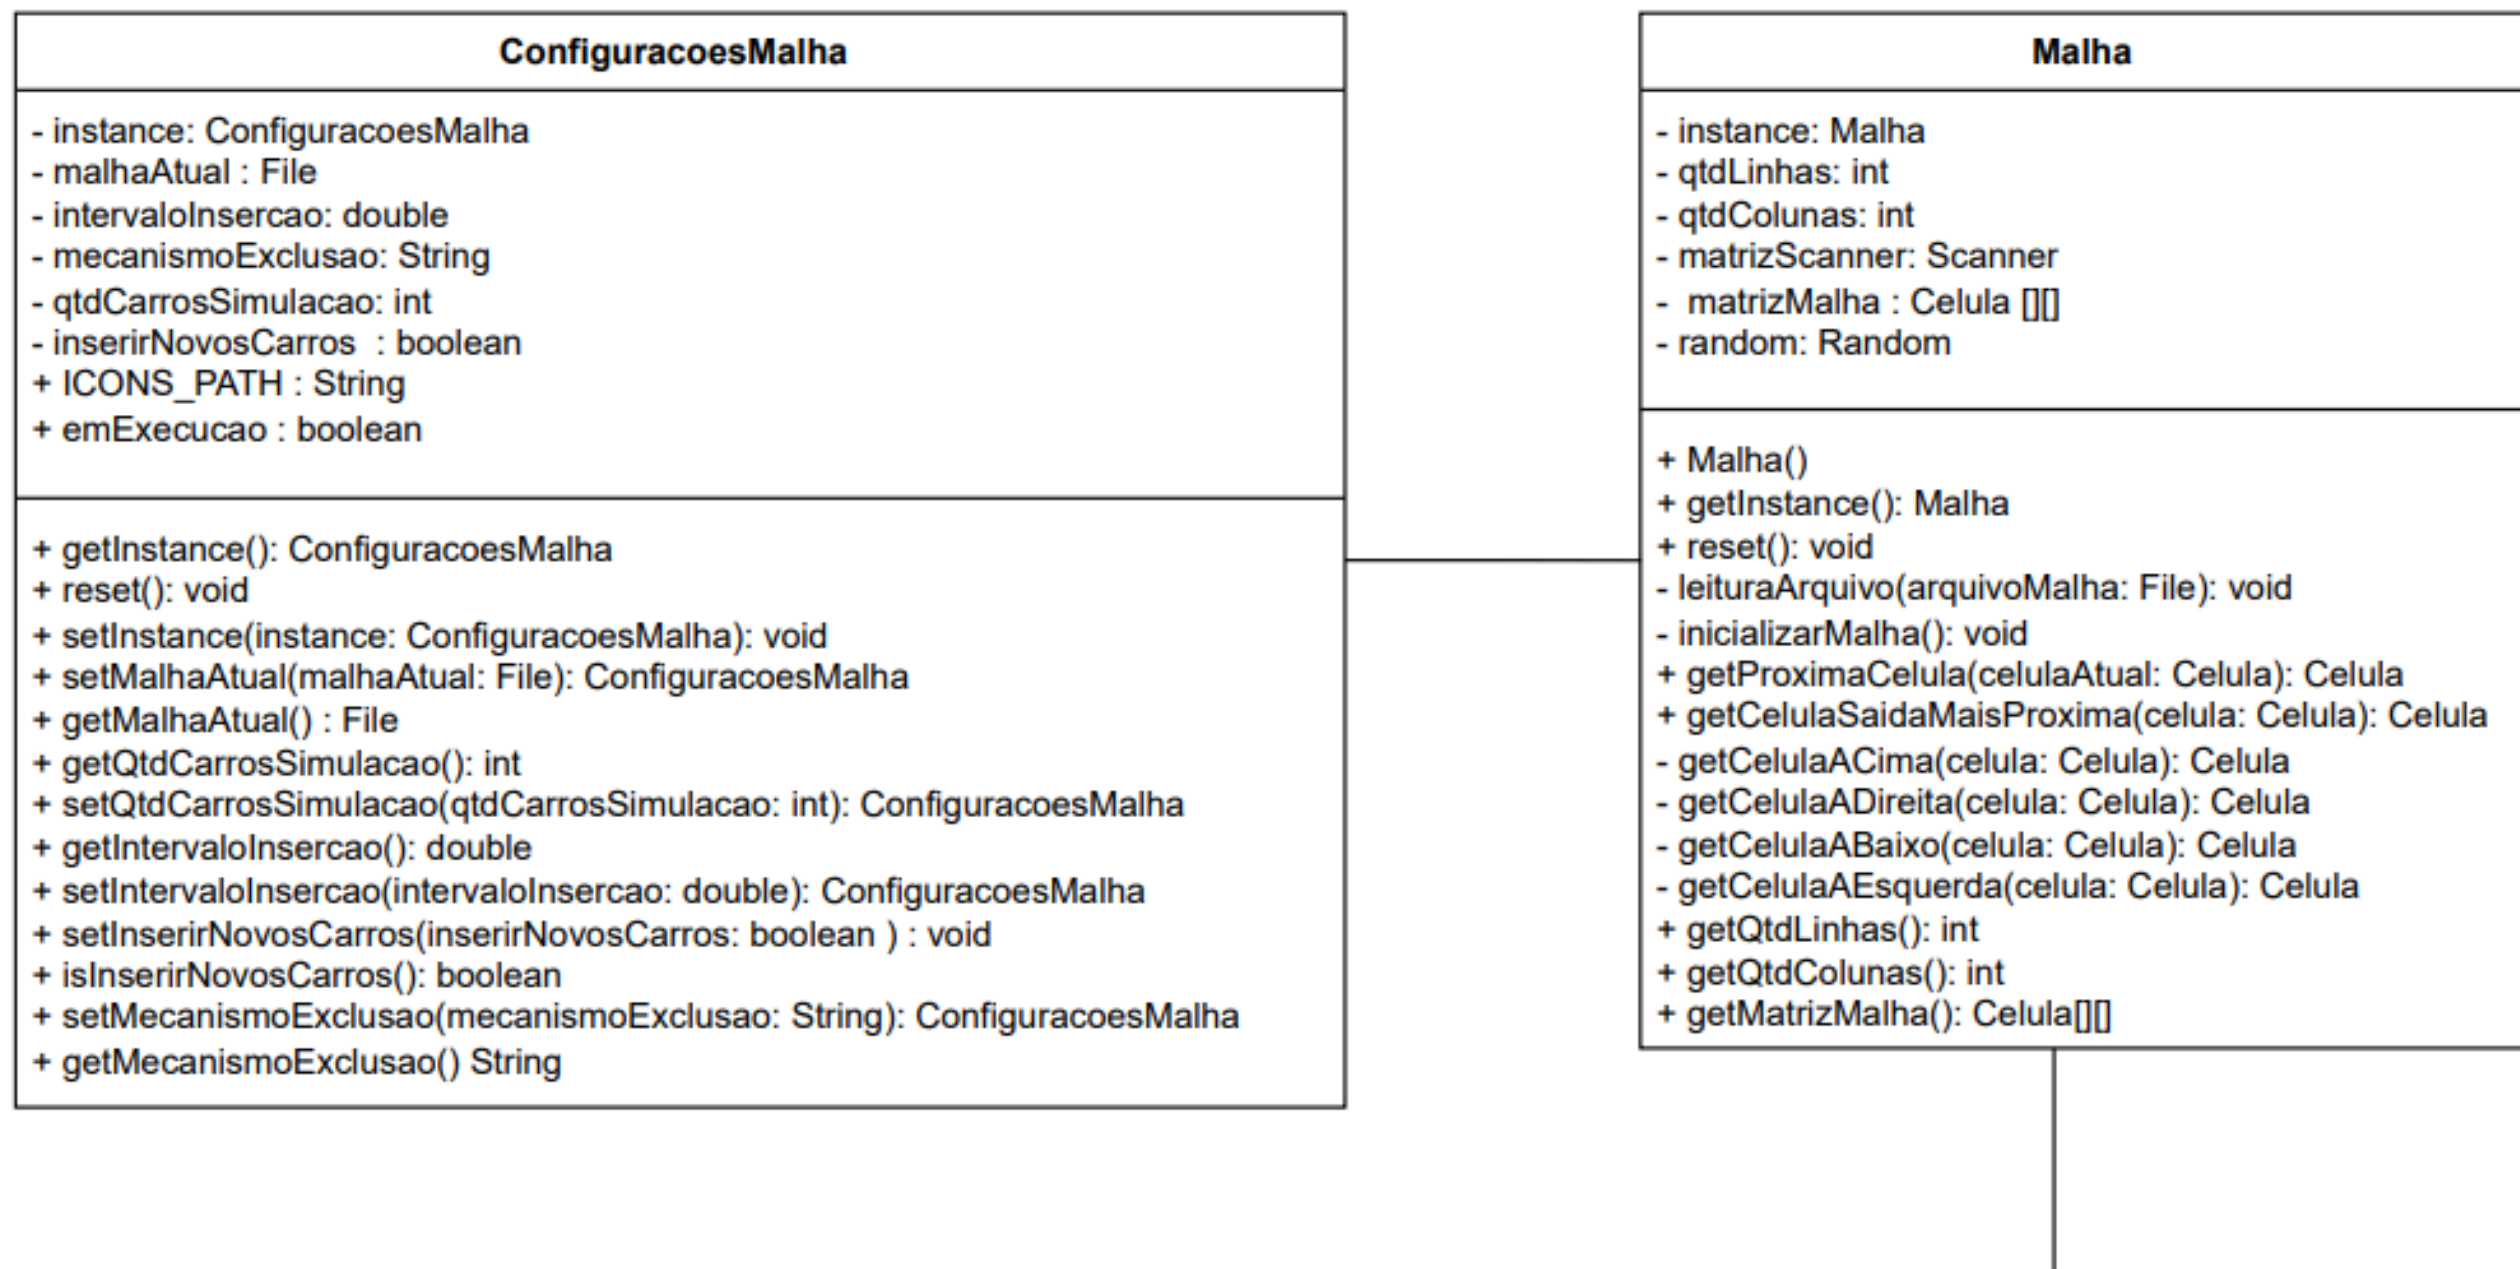 ConfiguracoesMalha
- instance: ConfiguracoesMalha
- malhaAtual : File
- intervaloInsercao: double
- mecanismoExclusao: String
- qtdCarrosSimulacao: int
- inserirNovosCarros  : boolean
+ ICONS_PATH : String
+ emExecucao : boolean
+ getInstance(): ConfiguracoesMalha
+ reset(): void
+ setInstance(instance: ConfiguracoesMalha): void
+ setMalhaAtual(malhaAtual: File): ConfiguracoesMalha
+ getMalhaAtual() : File
+ getQtdCarrosSimulacao(): int
+ setQtdCarrosSimulacao(qtdCarrosSimulacao: int): ConfiguracoesMalha
+ getIntervaloInsercao(): double
+ setIntervaloInsercao(intervaloInsercao: double): ConfiguracoesMalha
+ setInserirNovosCarros(inserirNovosCarros: boolean ) : void
+ isInserirNovosCarros(): boolean
+ setMecanismoExclusao(mecanismoExclusao: String): ConfiguracoesMalha
+ getMecanismoExclusao() String
Malha
- instance: Malha
- qtdLinhas: int
- qtdColunas: int
- matrizScanner: Scanner
-  matrizMalha : Celula [][]
- random: Random
+ Malha()
+ getInstance(): Malha
+ reset(): void
- leituraArquivo(arquivoMalha: File): void
- inicializarMalha(): void
+ getProximaCelula(celulaAtual: Celula): Celula
+ getCelulaSaidaMaisProxima(celula: Celula): Celula
- getCelulaACima(celula: Celula): Celula
- getCelulaADireita(celula: Celula): Celula
- getCelulaABaixo(celula: Celula): Celula
- getCelulaAEsquerda(celula: Celula): Celula
+ getQtdLinhas(): int
+ getQtdColunas(): int
+ getMatrizMalha(): Celula[][]